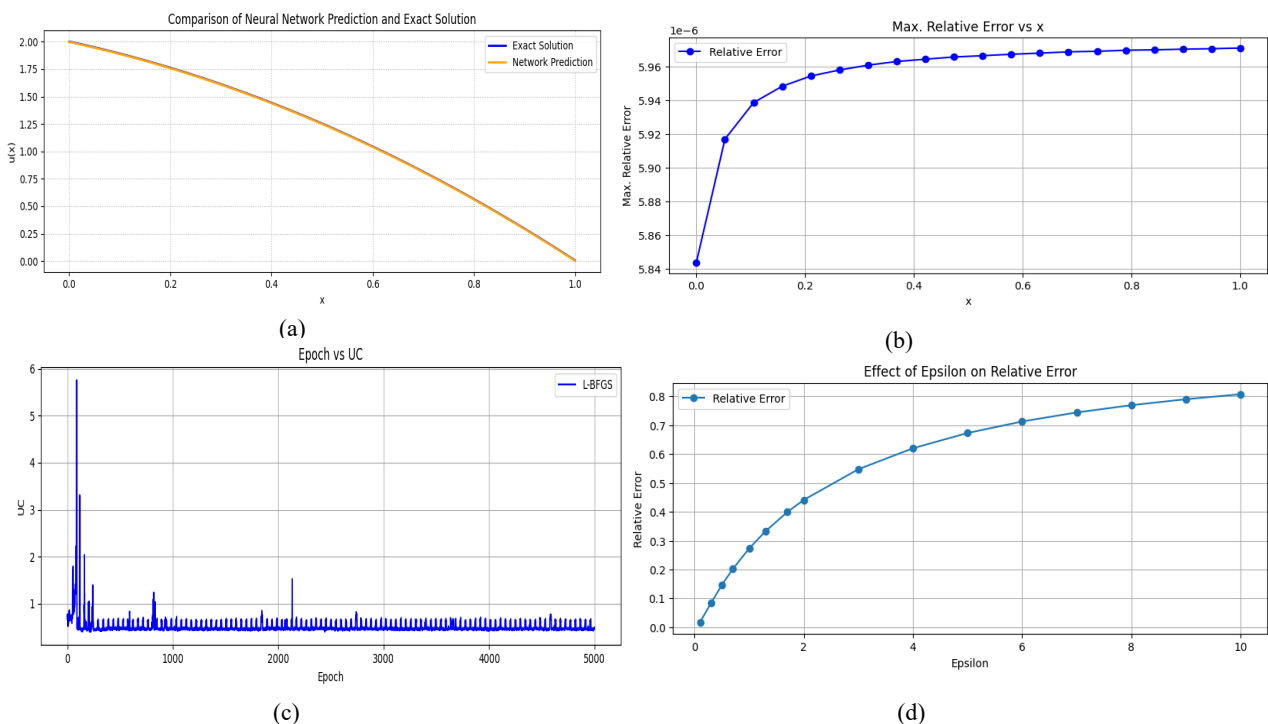 Comparison of Neural Network Prediction and Exact Solution
2.00
1.75
1.50
1.25
1.00
0.75
0.50
0.25
0.00
u(x)
Exact Solution
Network Prediction
0.0 0.2 0.4 0.6 0.8 1.0
x
(a)
1e−6
Max. Relative Error vs x
Relative Error
5.96
5.94
5.92
5.90
5.88
5.86
5.84
Max. Relative Error
0.0 0.2 0.4 0.6 0.8 1.0
x
(b)
Epoch vs UC
L-BFGS
6
5
4
3
2
1
UC
0 1000 2000 3000 4000 5000
Epoch
(c)
Effect of Epsilon on Relative Error
Relative Error
0.8
0.7
0.6
0.5
0.4
0.3
0.2
0.1
0.0
Relative Error
0 2 4 6 8 10
Epsilon
(d)